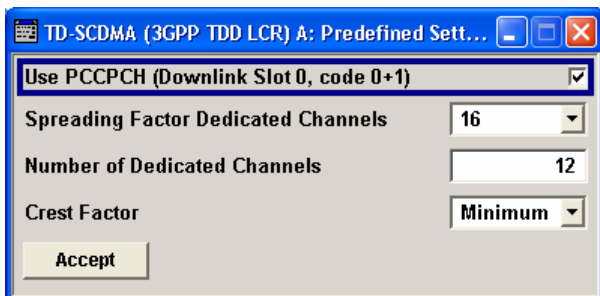 TD-SCDMA (3GPP TDD LCR) A: Predefined Sett...
Use PCCPCH (Downlink Slot 0, code 0+1)
Spreading Factor Dedicated Channels 16
Number of Dedicated Channels 12
Crest Factor Minimum
Accept